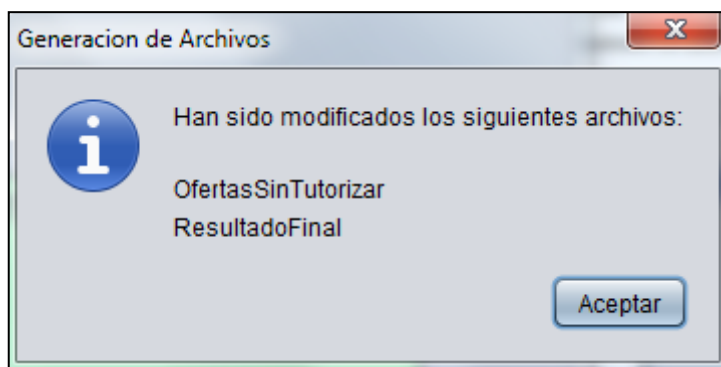 Generacion de Archivos
Han sido modificados los siguientes archivos:
OfertasSinTutorizar
ResultadoFinal
Aceptar